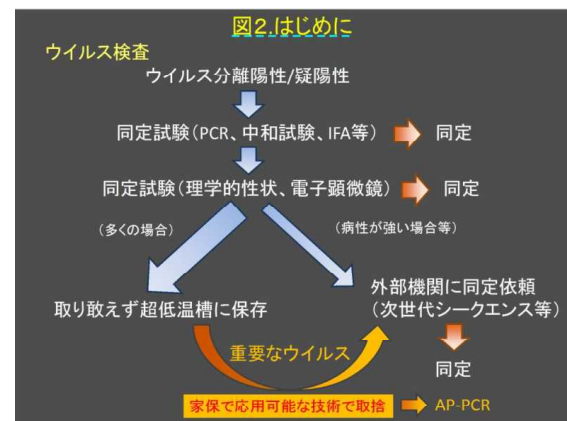 図2.はじめに
ウイルス検査
ウイルス分離陽性/疑陽性
同定試験(PCR、中和試験、IFA等) 同定
同定試験(理学的性状、電子顕微鏡) 同定
(多くの場合) (病性が強い場合等)
外部機関に同定依頼
取り敢えず超低温槽に保存 (次世代シークエンス等)
重要なウイルス
同定
家保で応用可能な技術で取捨 AP-PCR